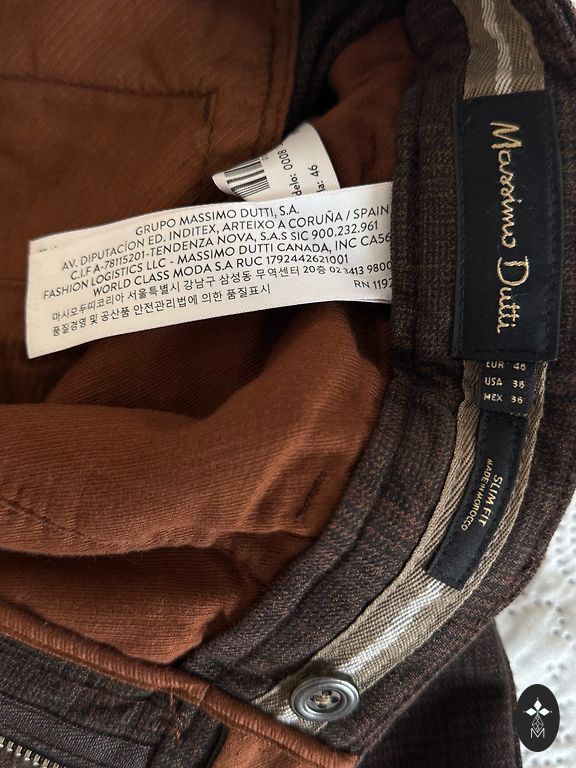 delo: 0008
a: 46
GRUPO MASSIMO DUTTI, S.A.
AV. DIPUTACIÓN ED. INDITEX, ARTEIXO A CORUÑA / SPAIN
C.I.F A-78115201-TENDENZA NOVA, S.A.S SIC 900.232.961
FASHION LOGISTICS LLC - MASSIMO DUTTI CANADA, INC CA56
WORLD CLASS MODA S.A RUC 1792442621001
마시모두띠코리아 서울특별시 강남구 삼성동 무역센터 20층 02 3413 9800
품질경영 및 공산품 안전관리법에 의한 품질표시
RN 1192
Massimo Dutti
EUR 46
USA 36
MEX 36
SLIM FIT
MADE IN MOROCCO